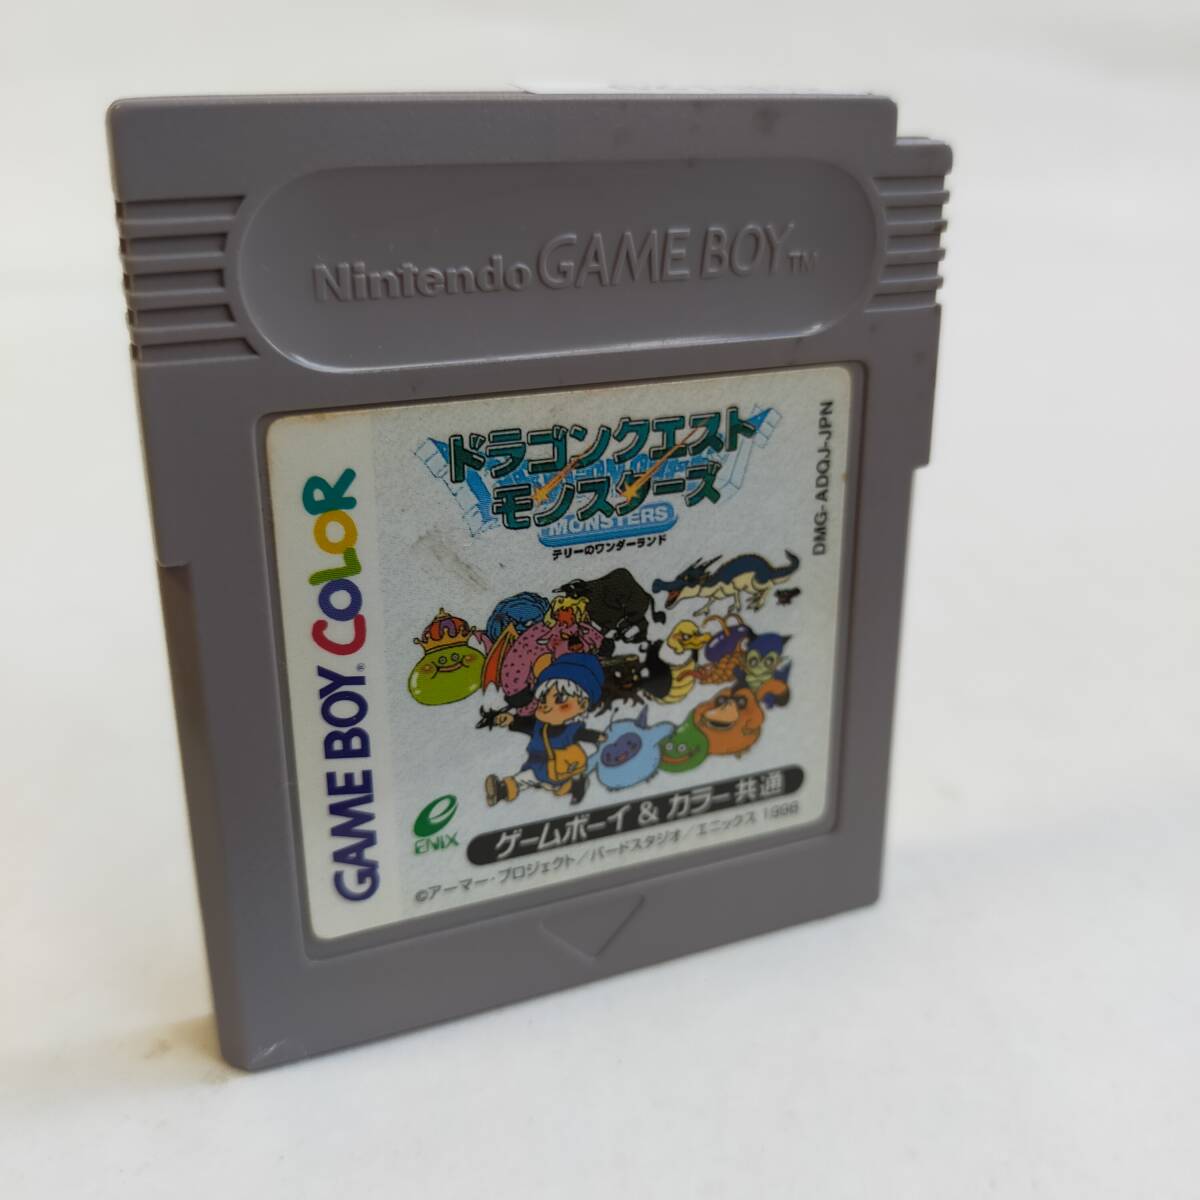 Nintendo GAME BOY™
GAME BOY COLOR
ドラゴンクエスト
モンスターズ
MONSTERS
テリーのワンダーランド
DMG-ADQJ-JPN
ENIX
ゲームボーイ & カラー共通
©アーマー・プロジェクト/バードスタジオ/エニックス 1998